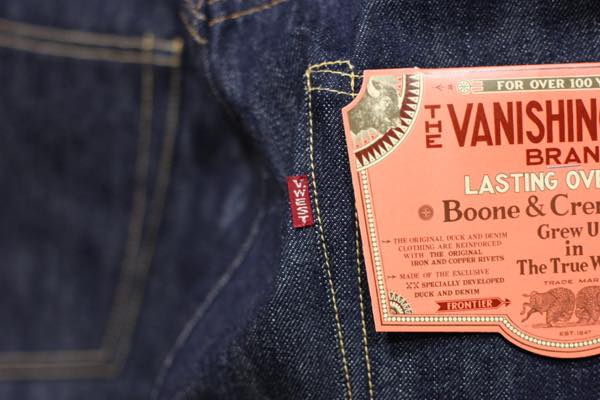 FOR OVER 100 Y
THE VANISHING
BRAN
LASTING OVE
Boone & Cre
Grew U
in
The True W
THE ORIGINAL DUCK AND DENIM
CLOTHING ARE REINFORCED
WITH THE ORIGINAL
IRON AND COPPER RIVETS
MADE OF THE EXCLUSIVE
XX SPECIALLY DEVELOPED
DUCK AND DENIM
FRONTIER
TRADE MAR
EST. 1841
V.WEST